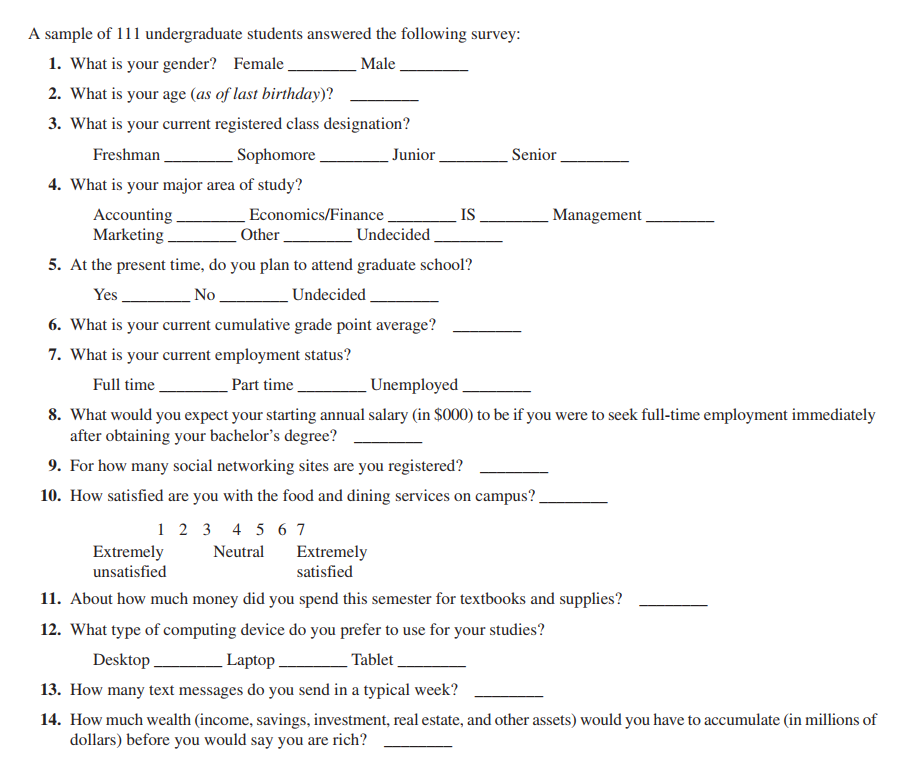 A sample of 111 undergraduate students answered the following survey:
1. What is your gender? Female ________ Male ________
2. What is your age (as of last birthday)? ________
3. What is your current registered class designation?
Freshman ________ Sophomore ________ Junior ________ Senior ________
4. What is your major area of study?
Accounting ________ Economics/Finance ________ IS ________ Management ________
Marketing ________ Other ________ Undecided ________
5. At the present time, do you plan to attend graduate school?
Yes ________ No ________ Undecided ________
6. What is your current cumulative grade point average? ________
7. What is your current employment status?
Full time ________ Part time ________ Unemployed ________
8. What would you expect your starting annual salary (in $000) to be if you were to seek full-time employment immediately
after obtaining your bachelor’s degree? ________
9. For how many social networking sites are you registered? ________
10. How satisfied are you with the food and dining services on campus? ________
1 2 3 4 5 6 7
Extremely Neutral Extremely
unsatisfied satisfied
11. About how much money did you spend this semester for textbooks and supplies? ________
12. What type of computing device do you prefer to use for your studies?
Desktop ________ Laptop ________ Tablet ________
13. How many text messages do you send in a typical week? ________
14. How much wealth (income, savings, investment, real estate, and other assets) would you have to accumulate (in millions of
dollars) before you would say you are rich? ________